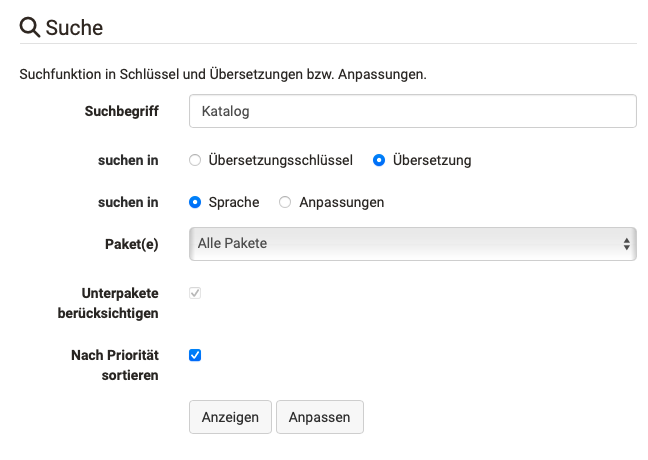 Suche
Suchfunktion in Schlüssel und Übersetzungen bzw. Anpassungen.
Suchbegriff Katalog
suchen in Übersetzungsschlüssel Übersetzung
suchen in Sprache Anpassungen
Paket(e) Alle Pakete
Unterpakete
berücksichtigen
Nach Priorität
sortieren
Anzeigen Anpassen